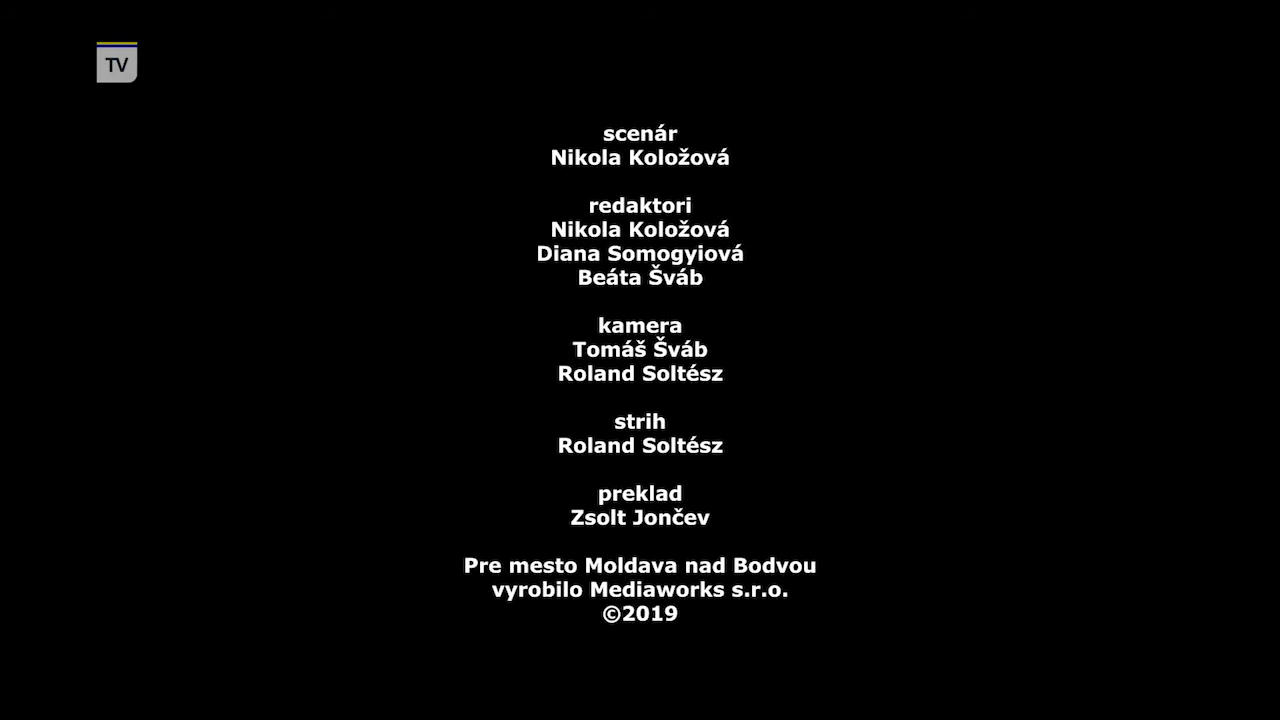 TV
scenár
Nikola Koložová
redaktori
Nikola Koložová
Diana Somogyiová
Beáta Šváb
kamera
Tomáš Šváb
Roland Soltész
strih
Roland Soltész
preklad
Zsolt Jončev
Pre mesto Moldava nad Bodvou
vyrobilo Mediaworks s.r.o.
©2019